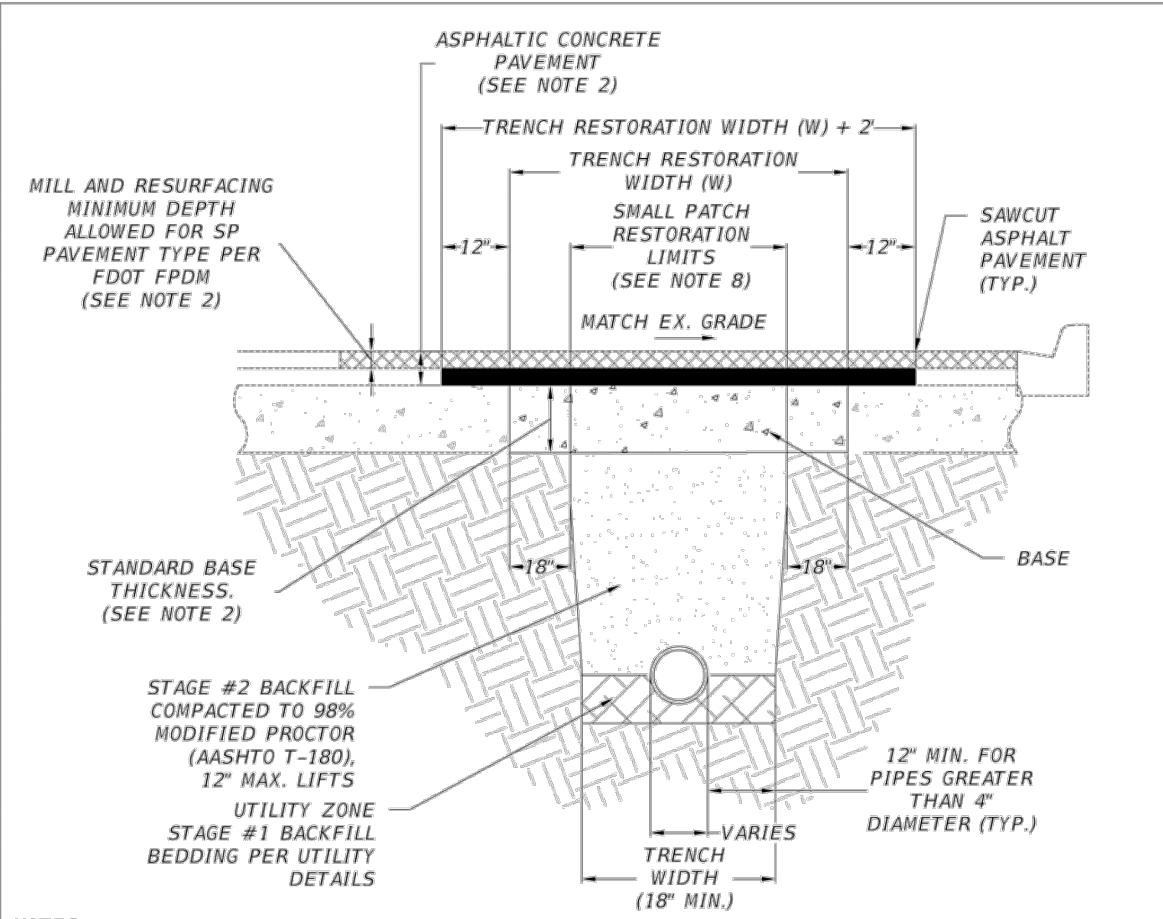 ASPHALTIC CONCRETE
PAVEMENT
(SEE NOTE 2)
TRENCH RESTORATION WIDTH (W) + 2'
TRENCH RESTORATION
WIDTH (W)
MILL AND RESURFACING
MINIMUM DEPTH
ALLOWED FOR SP
PAVEMENT TYPE PER
FDOT FPDM
(SEE NOTE 2)
SMALL PATCH
RESTORATION
LIMITS
(SEE NOTE 8)
12"
12"
SAWCUT
ASPHALT
PAVEMENT
(TYP.)
MATCH EX. GRADE
STANDARD BASE
THICKNESS.
(SEE NOTE 2)
18"
18"
BASE
STAGE #2 BACKFILL
COMPACTED TO 98%
MODIFIED PROCTOR
(AASHTO T-180),
12" MAX. LIFTS
UTILITY ZONE
STAGE #1 BACKFILL
BEDDING PER UTILITY
DETAILS
12" MIN. FOR
PIPES GREATER
THAN 4"
DIAMETER (TYP.)
VARIES
TRENCH
WIDTH
(18" MIN.)